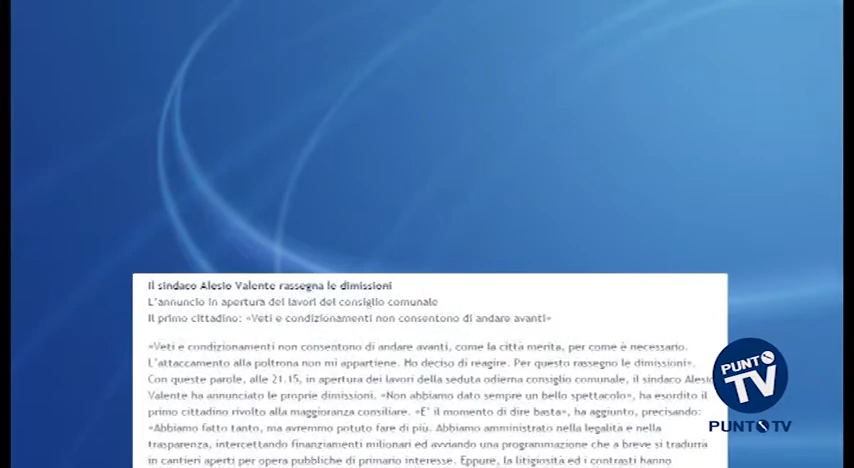 Il sindaco Alesio Valente rassegna le dimissioni
L'annuncio in apertura dei lavori del consiglio comunale
Il primo cittadino: «Veti e condizionamenti non consentono di andare avanti»
«Veti e condizionamenti non consentono di andare avanti, come la città merita, per come è necessario.
L'attaccamento alla poltrona non mi appartiene. Ho deciso di reagire. Per questo rassegno le dimissioni».
Con queste parole, alle 21.15, in apertura dei lavori della seduta odierna consiglio comunale, il sindaco Alesio
Valente ha annunciato le proprie dimissioni. «Non abbiamo dato sempre un bello spettacolo», ha esordito il
primo cittadino rivolto alla maggioranza consiliare. «E' il momento di dire basta», ha aggiunto, precisando:
«Abbiamo fatto tanto, ma avremmo potuto fare di più. Abbiamo amministrato nella legalità e nella
trasparenza, intercettando finanziamenti milionari ed avviando una programmazione che a breve si tradurrà
in cantieri aperti per opera pubbliche di primario interesse. Eppure, la litigiosità ed i contrasti hanno
PUNTO
TV
PUNTO TV